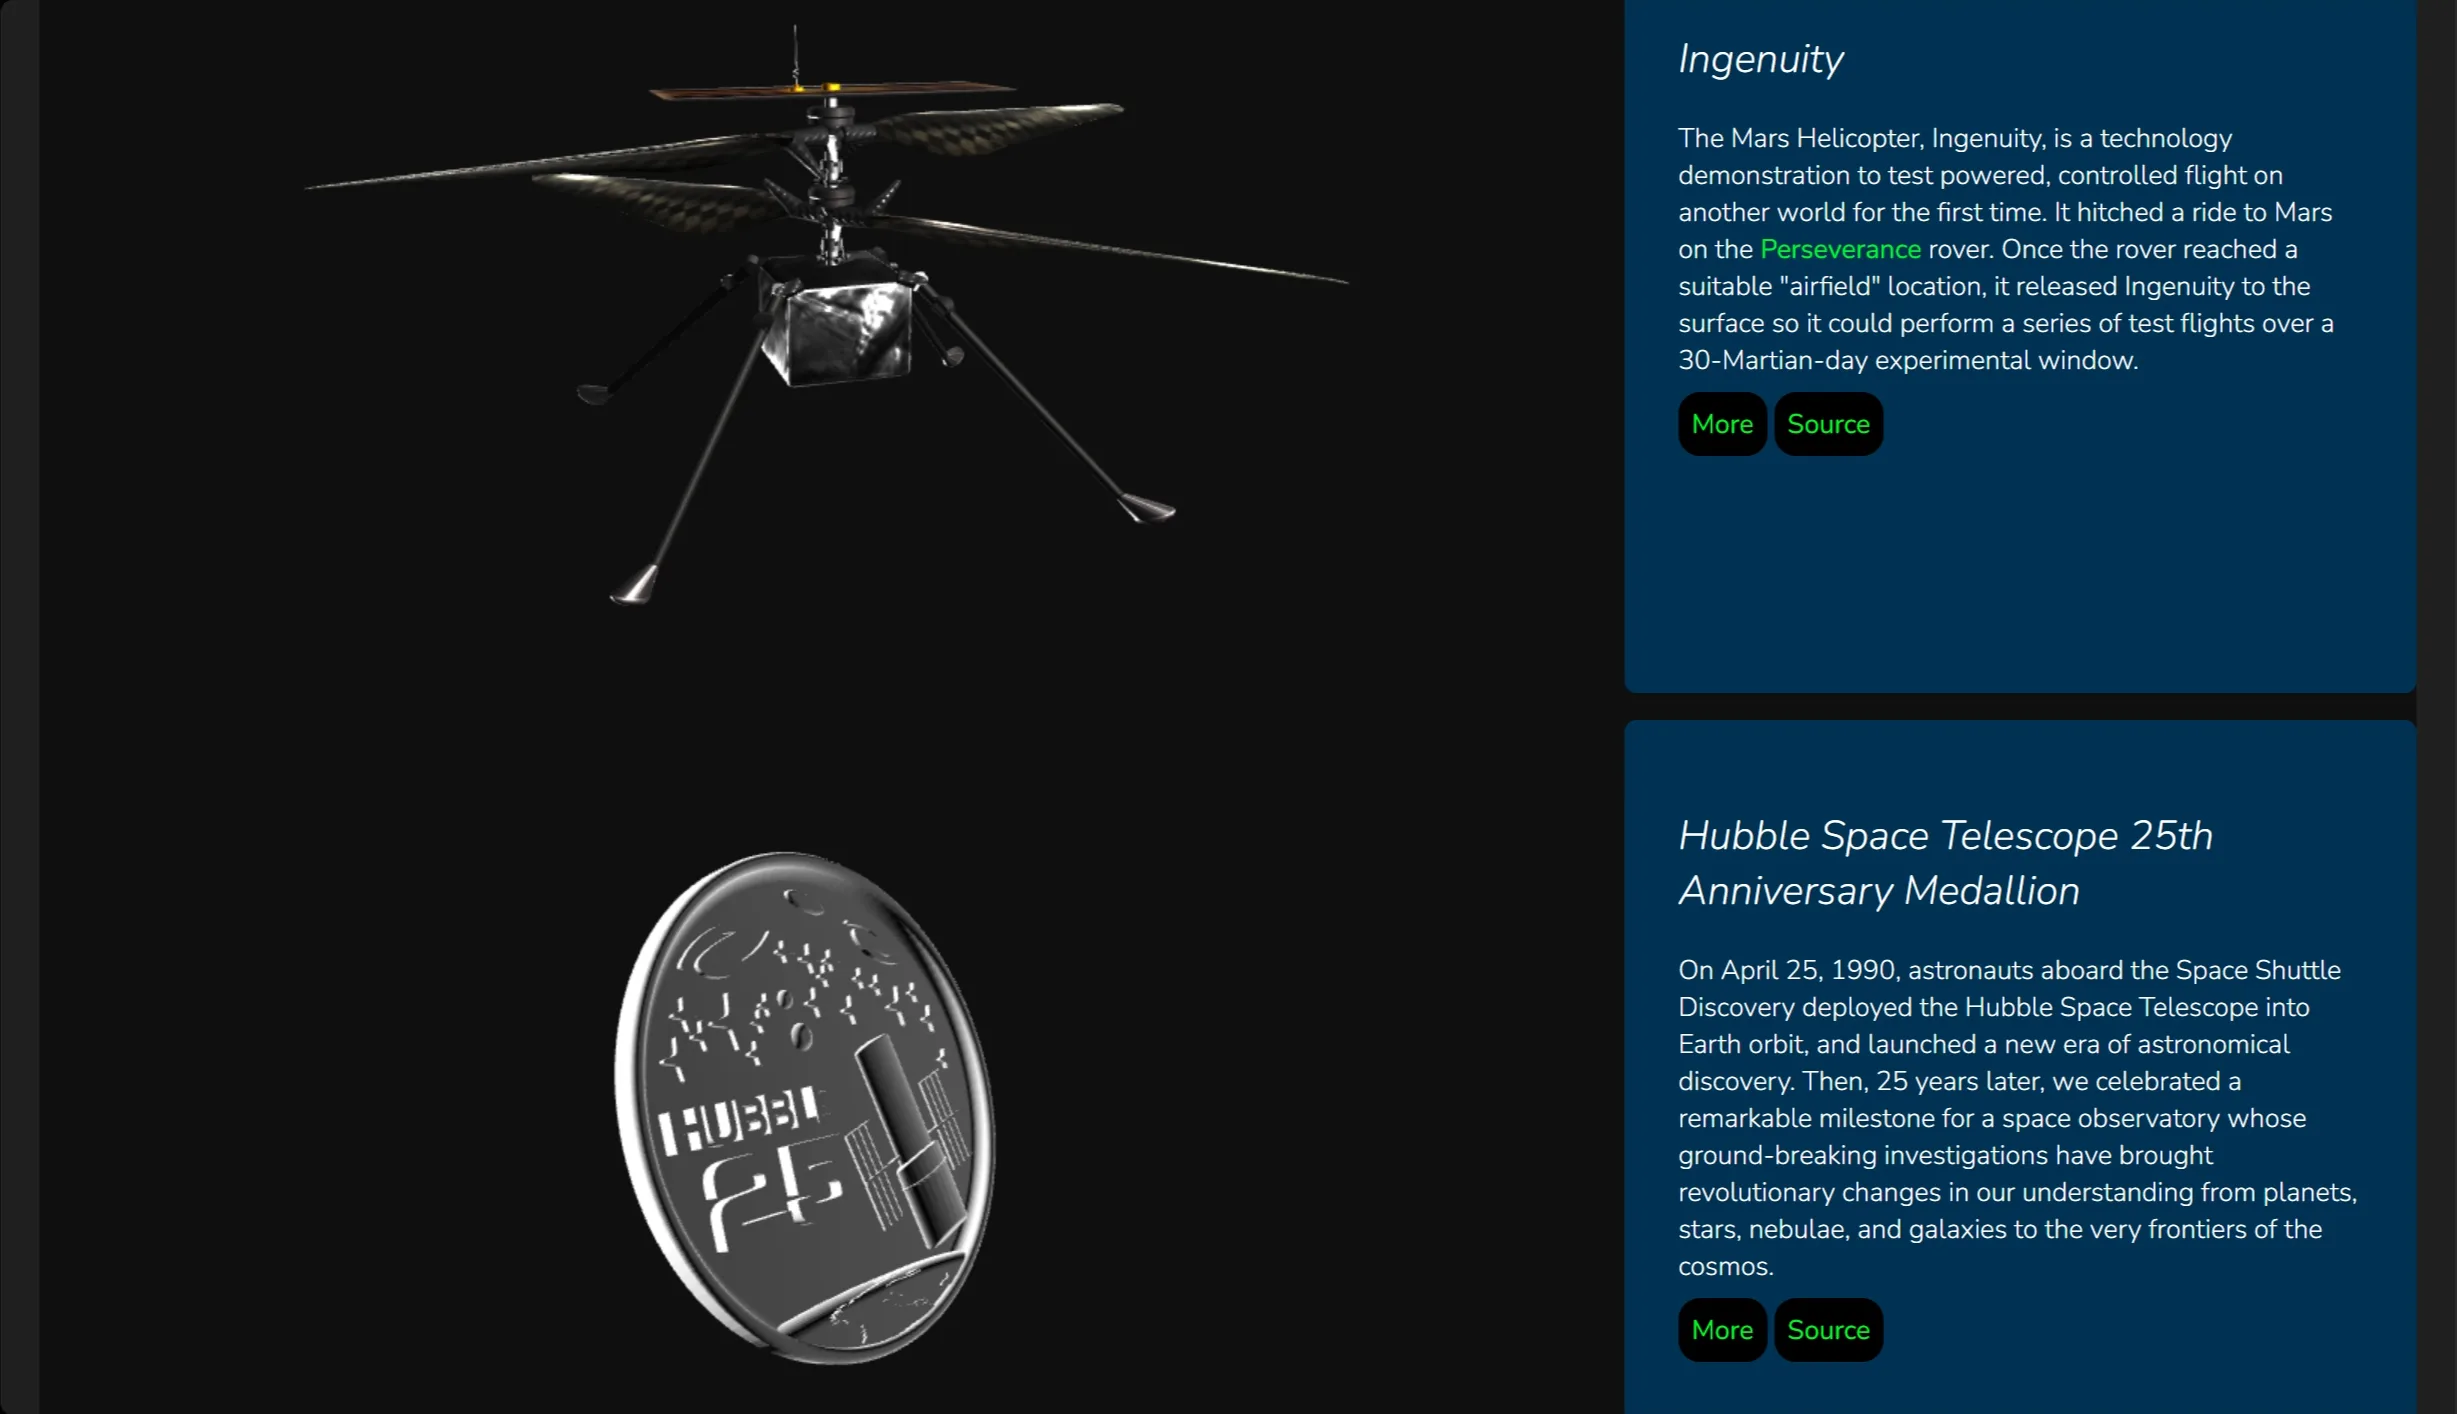 Ingenuity
The Mars Helicopter, Ingenuity, is a technology
demonstration to test powered, controlled flight on
another world for the first time. It hitched a ride to Mars
on the Perseverance rover. Once the rover reached a
suitable "airfield" location, it released Ingenuity to the
surface so it could perform a series of test flights over a
30-Martian-day experimental window.
More Source
HUBBLE
25
Hubble Space Telescope 25th
Anniversary Medallion
On April 25, 1990, astronauts aboard the Space Shuttle
Discovery deployed the Hubble Space Telescope into
Earth orbit, and launched a new era of astronomical
discovery. Then, 25 years later, we celebrated a
remarkable milestone for a space observatory whose
ground-breaking investigations have brought
revolutionary changes in our understanding from planets,
stars, nebulae, and galaxies to the very frontiers of the
cosmos.
More Source